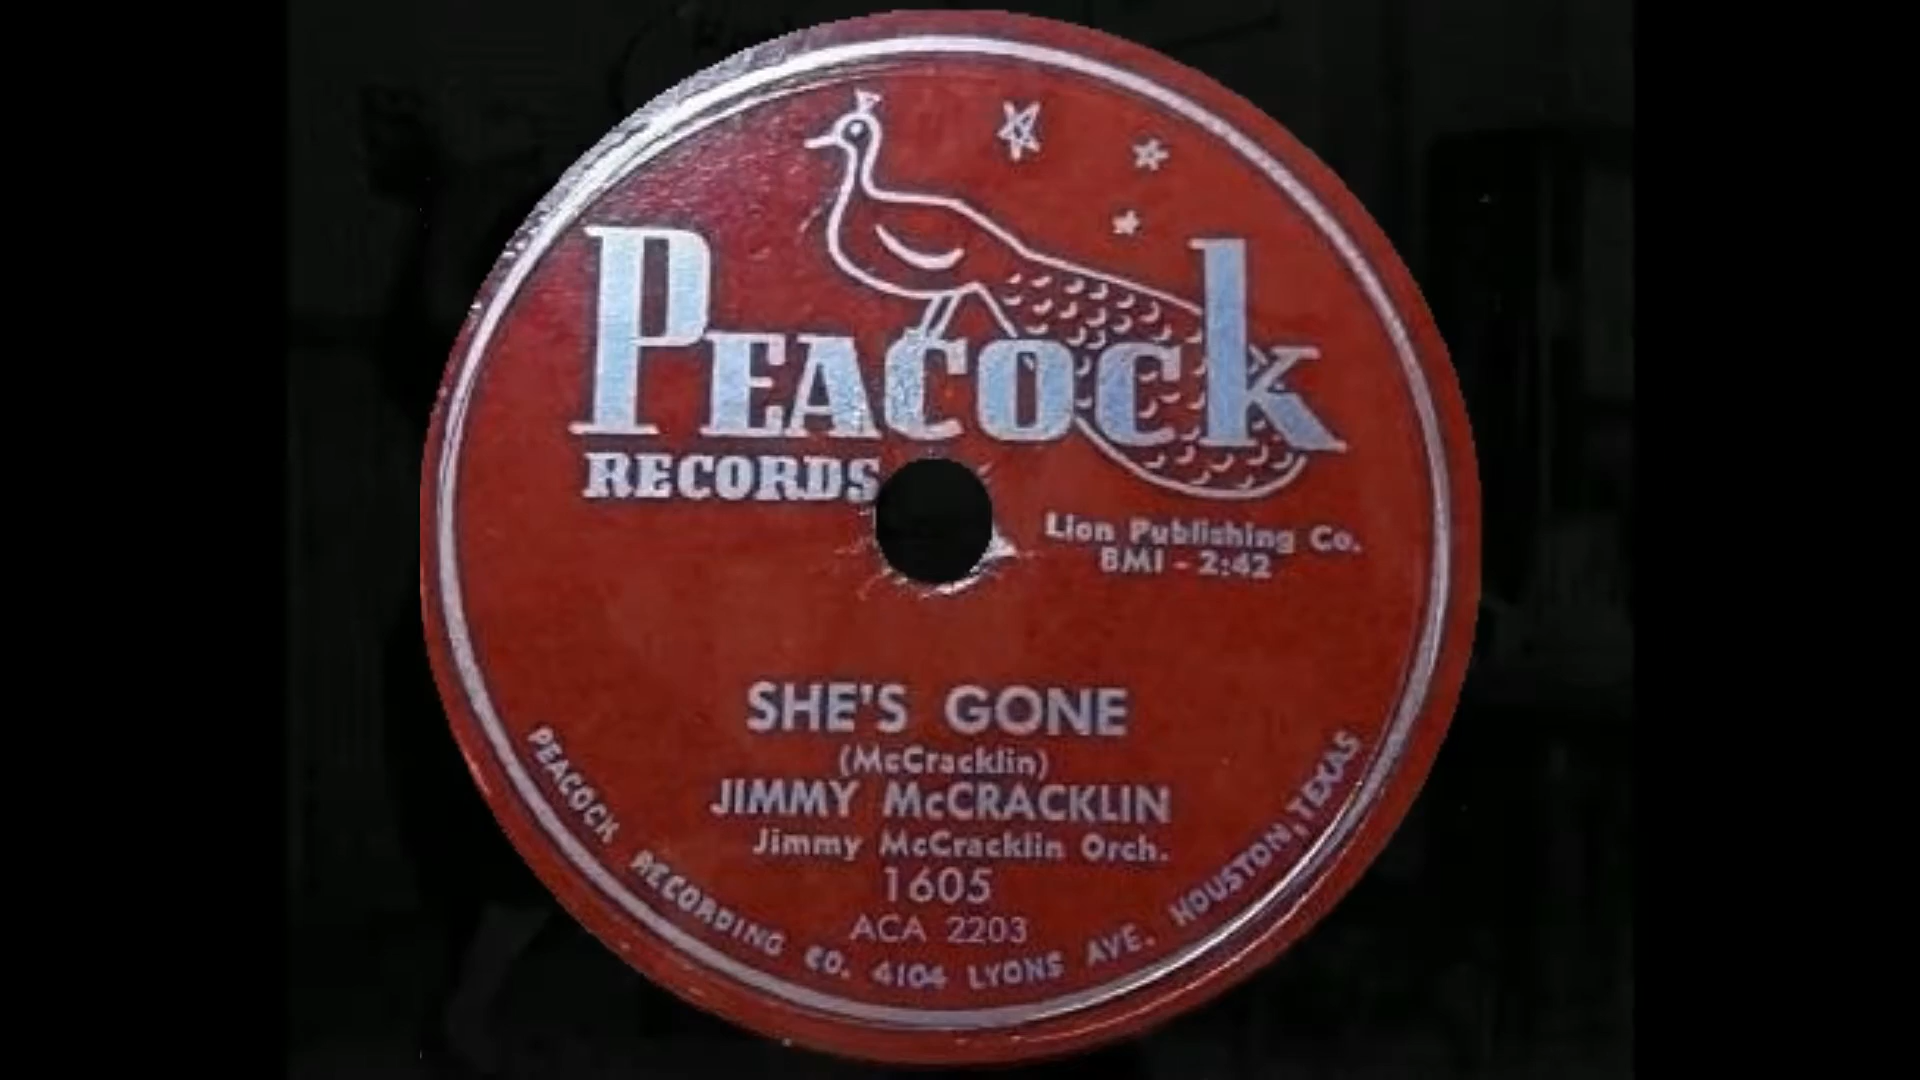 PEACOCK
RECORDS
Lion Publishing Co.
BMI - 2:42
SHE'S GONE
(McCracklin)
JIMMY McCRACKLIN
Jimmy McCracklin Orch.
1605
ACA 2203
PEACOCK RECORDING CO. 4104 LYONS AVE. HOUSTON, TEXAS